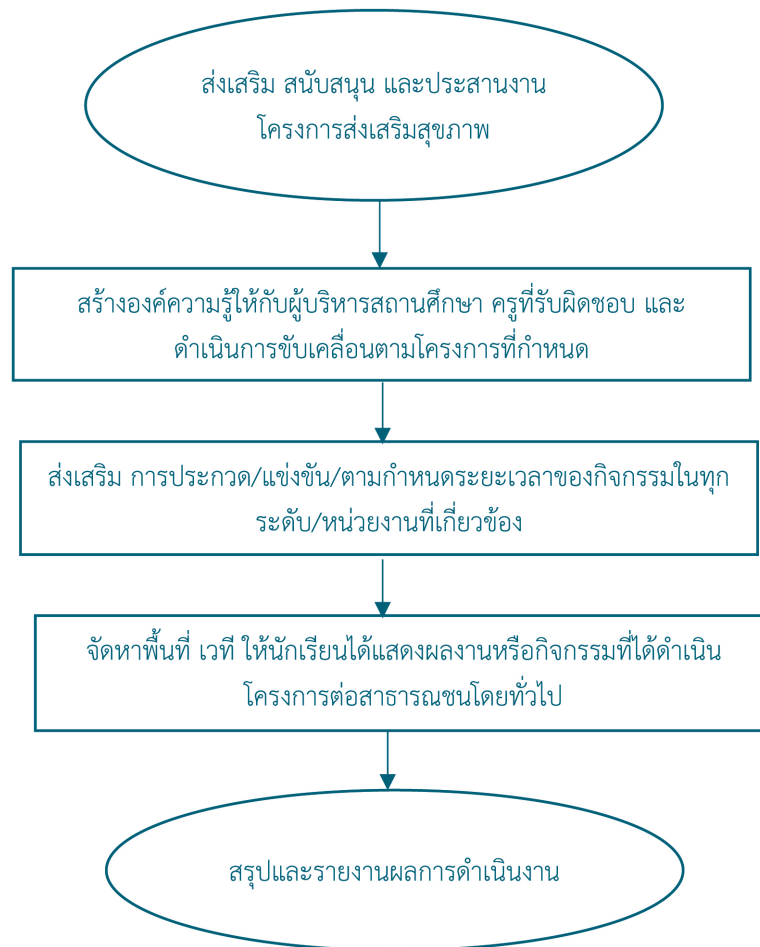 ส่งเสริม สนับสนุน และประสานงาน
โครงการส่งเสริมสุขภาพ
สร้างองค์ความรู้ให้กับผู้บริหารสถานศึกษา ครูที่รับผิดชอบ และ
ดำเนินการขับเคลื่อนตามโครงการที่กำหนด
ส่งเสริม การประกวด/แข่งขัน/ตามกำหนดระยะเวลาของกิจกรรมในทุก
ระดับ/หน่วยงานที่เกี่ยวข้อง
จัดหาพื้นที่ เวที ให้นักเรียนได้แสดงผลงานหรือกิจกรรมที่ได้ดำเนิน
โครงการต่อสาธารณชนโดยทั่วไป
สรุปและรายงานผลการดำเนินงาน